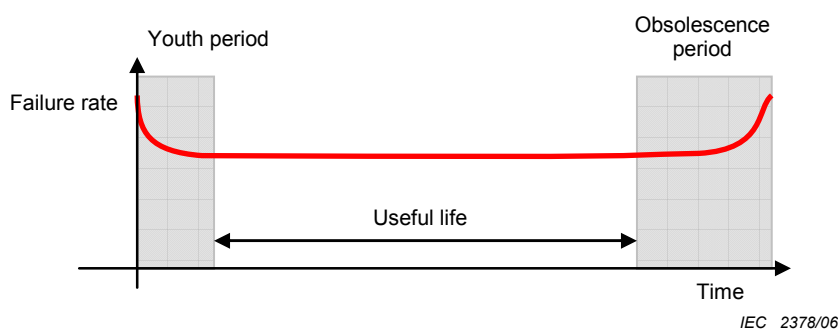 Youth period
Obsolescence
period
Failure rate
Useful life
Time
IEC 2378/06